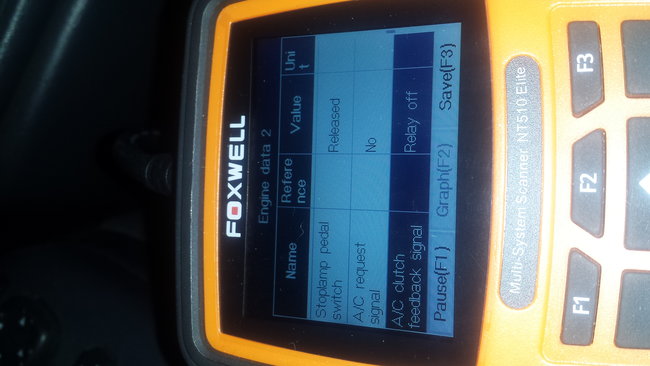 FOXWELL
Engine data 2
Name Refere Value Uni
nce t
Stoplamp pedal Released
switch
A/C request No
signal
A/C clutch Relay off
feedback signal
Pause(F1) Graph(F2) Save(F3)
Multi-System Scanner NT510 Elite
F1 F2 F3